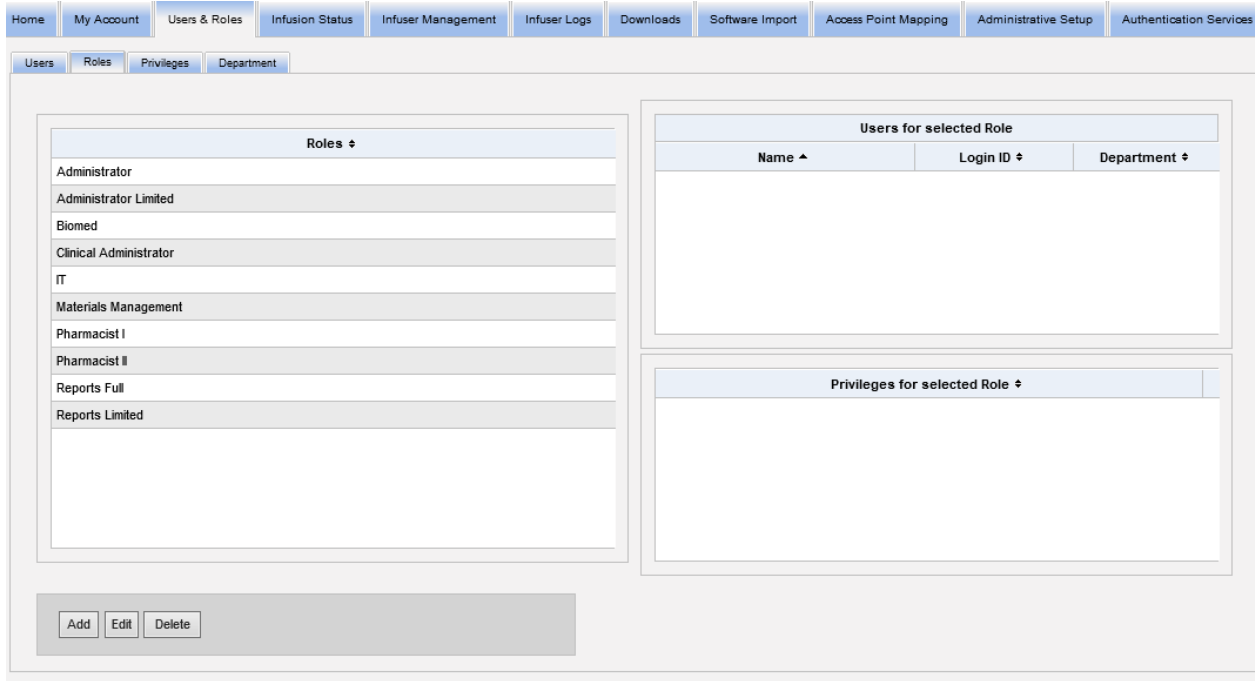 Home My Account Users & Roles Infusion Status Infuser Management Infuser Logs Downloads Software Import Access Point Mapping Administrative Setup Authentication Services
Users Roles Privileges Department
Roles
Administrator
Administrator Limited
Biomed
Clinical Administrator
IT
Materials Management
Pharmacist I
Pharmacist II
Reports Full
Reports Limited
Users for selected Role
Name Login ID Department
Privileges for selected Role
Add Edit Delete